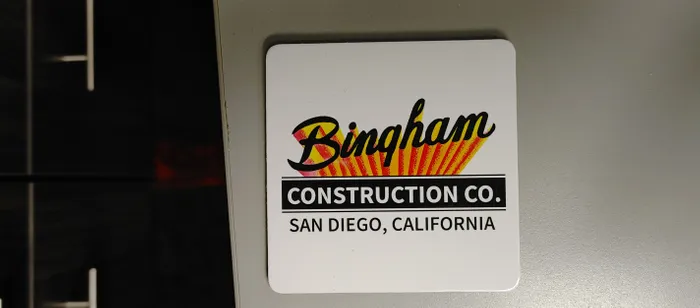 Bingham
CONSTRUCTION CO.
SAN DIEGO, CALIFORNIA